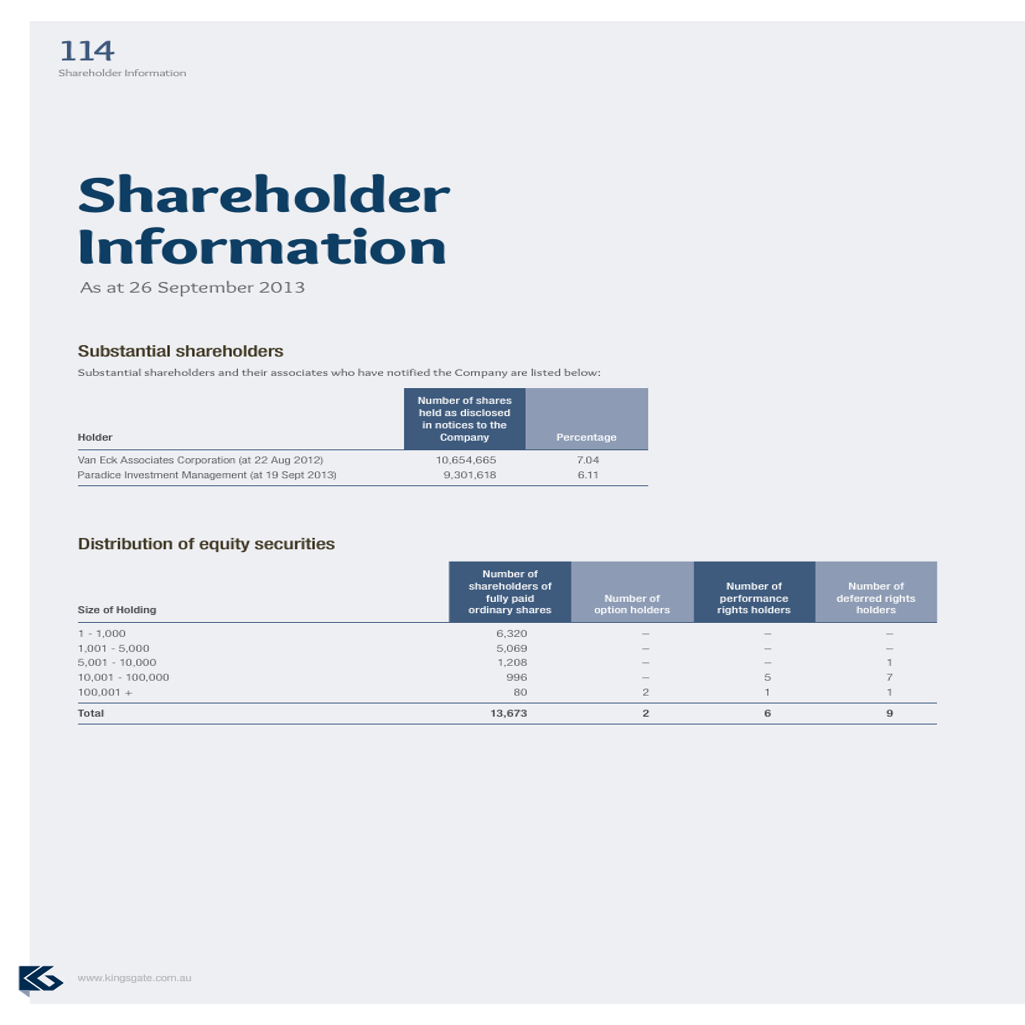 114
Shareholder Information
Shareholder
Information
As at 26 September 2013
Substantial shareholders
Substantial shareholders and their associates who have notified the Company are listed below:
Holder Number of shares held as disclosed in notices to the Company Percentage
Van Eck Associates Corporation (at 22 Aug 2012) 10,654,665 7.04
Paradice Investment Management (at 19 Sept 2013) 9,301,618 6.11
Distribution of equity securities
Size of Holding Number of shareholders of fully paid ordinary shares Number of option holders Number of performance rights holders Number of deferred rights holders
1 - 1,000 6,320 – – –
1,001 - 5,000 5,069 – – –
5,001 - 10,000 1,208 – – 1
10,001 - 100,000 996 – 5 7
100,001 + 80 2 1 1
Total 13,673 2 6 9
www.kingsgate.com.au